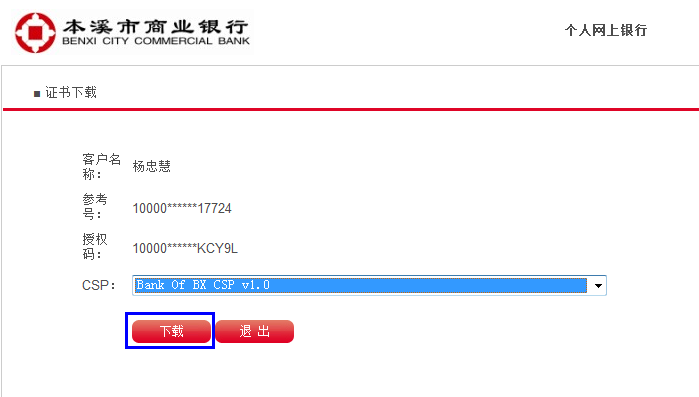 本溪市商业银行
BENXI CITY COMMERCIAL BANK
个人网上银行
■ 证书下载
客户名称： 杨忠慧
参考号： 10000******17724
授权码： 10000******KCY9L
CSP： Bank Of BX CSP v1.0
下载 退 出